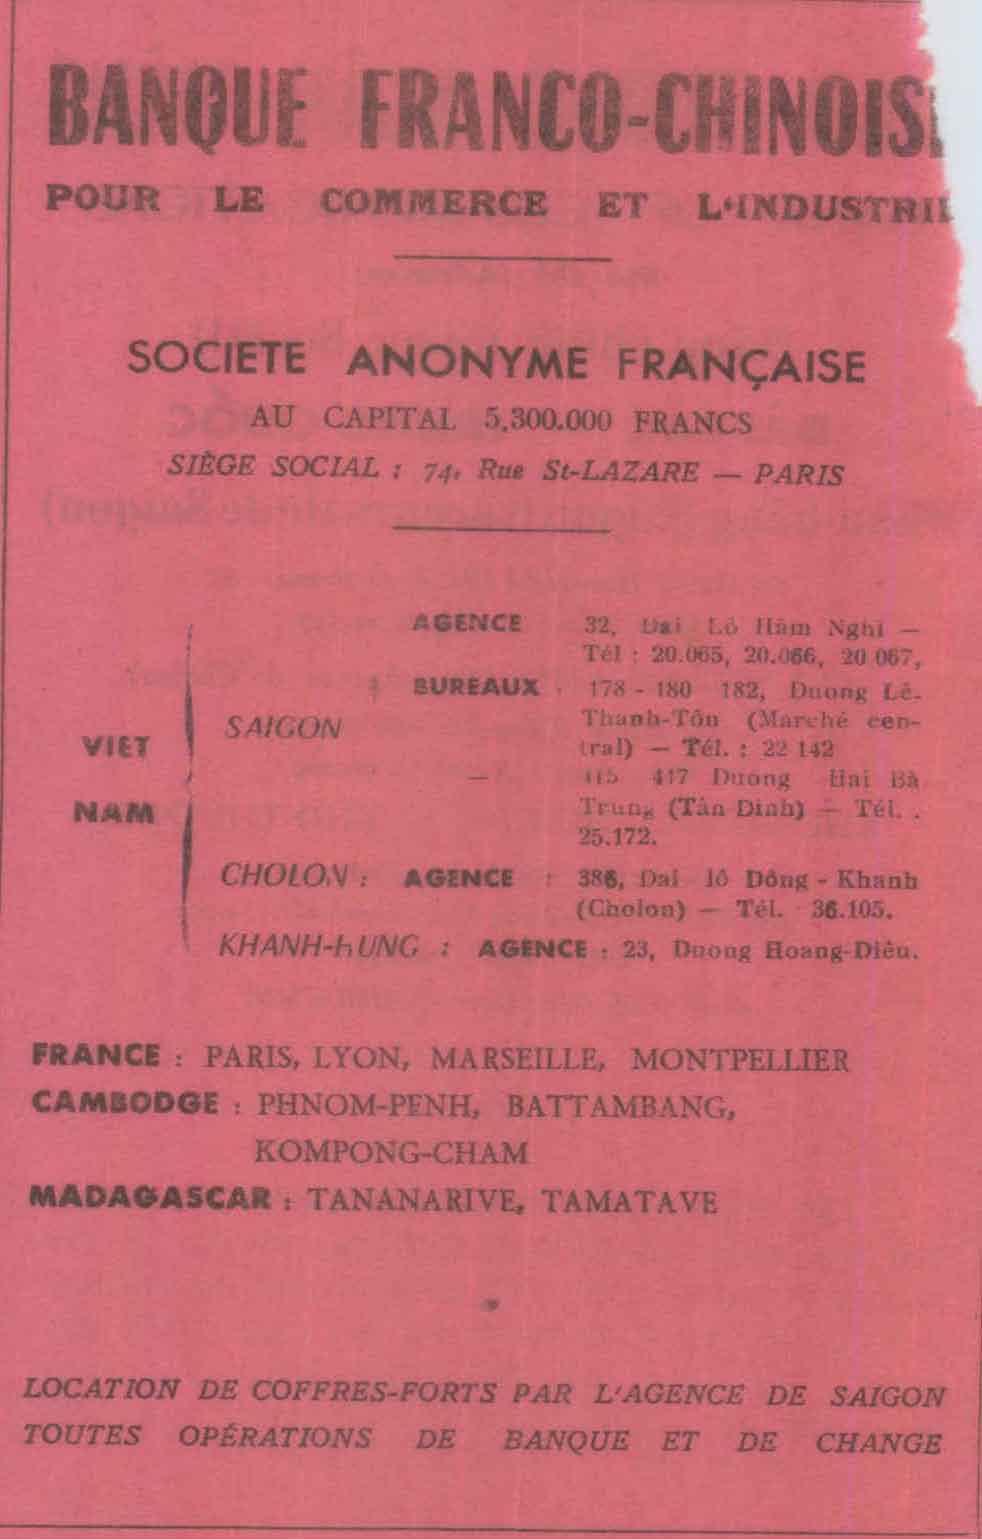 BANQUE FRANCO-CHINOISE
POUR LE COMMERCE ET L'INDUSTRIE
SOCIETE ANONYME FRANÇAISE
AU CAPITAL 5,300.000 FRANCS
SIÈGE SOCIAL : 74, Rue St-LAZARE — PARIS
AGENCE 32, Dai Lô Hàm Nghi —
Tél : 20.065, 20.066, 20 067,
BUREAUX : 178 - 180 182, Duong Lê-
SAIGON Thanh-Tôn (Marché cen-
VIET tral) — Tél. : 22 142
— 415 417 Duong Hai Bà
NAM Trung (Tân Dinh) — Tél. .
25.172.
CHOLON : AGENCE : 386, Dai lô Dông - Khanh
(Cholon) — Tél. 36.105.
KHANH-HUNG : AGENCE : 23, Duong Hoang-Diêu.
FRANCE : PARIS, LYON, MARSEILLE, MONTPELLIER
CAMBODGE : PHNOM-PENH, BATTAMBANG,
KOMPONG-CHAM
MADAGASCAR : TANANARIVE, TAMATAVE
LOCATION DE COFFRES-FORTS PAR L'AGENCE DE SAIGON
TOUTES OPÉRATIONS DE BANQUE ET DE CHANGE